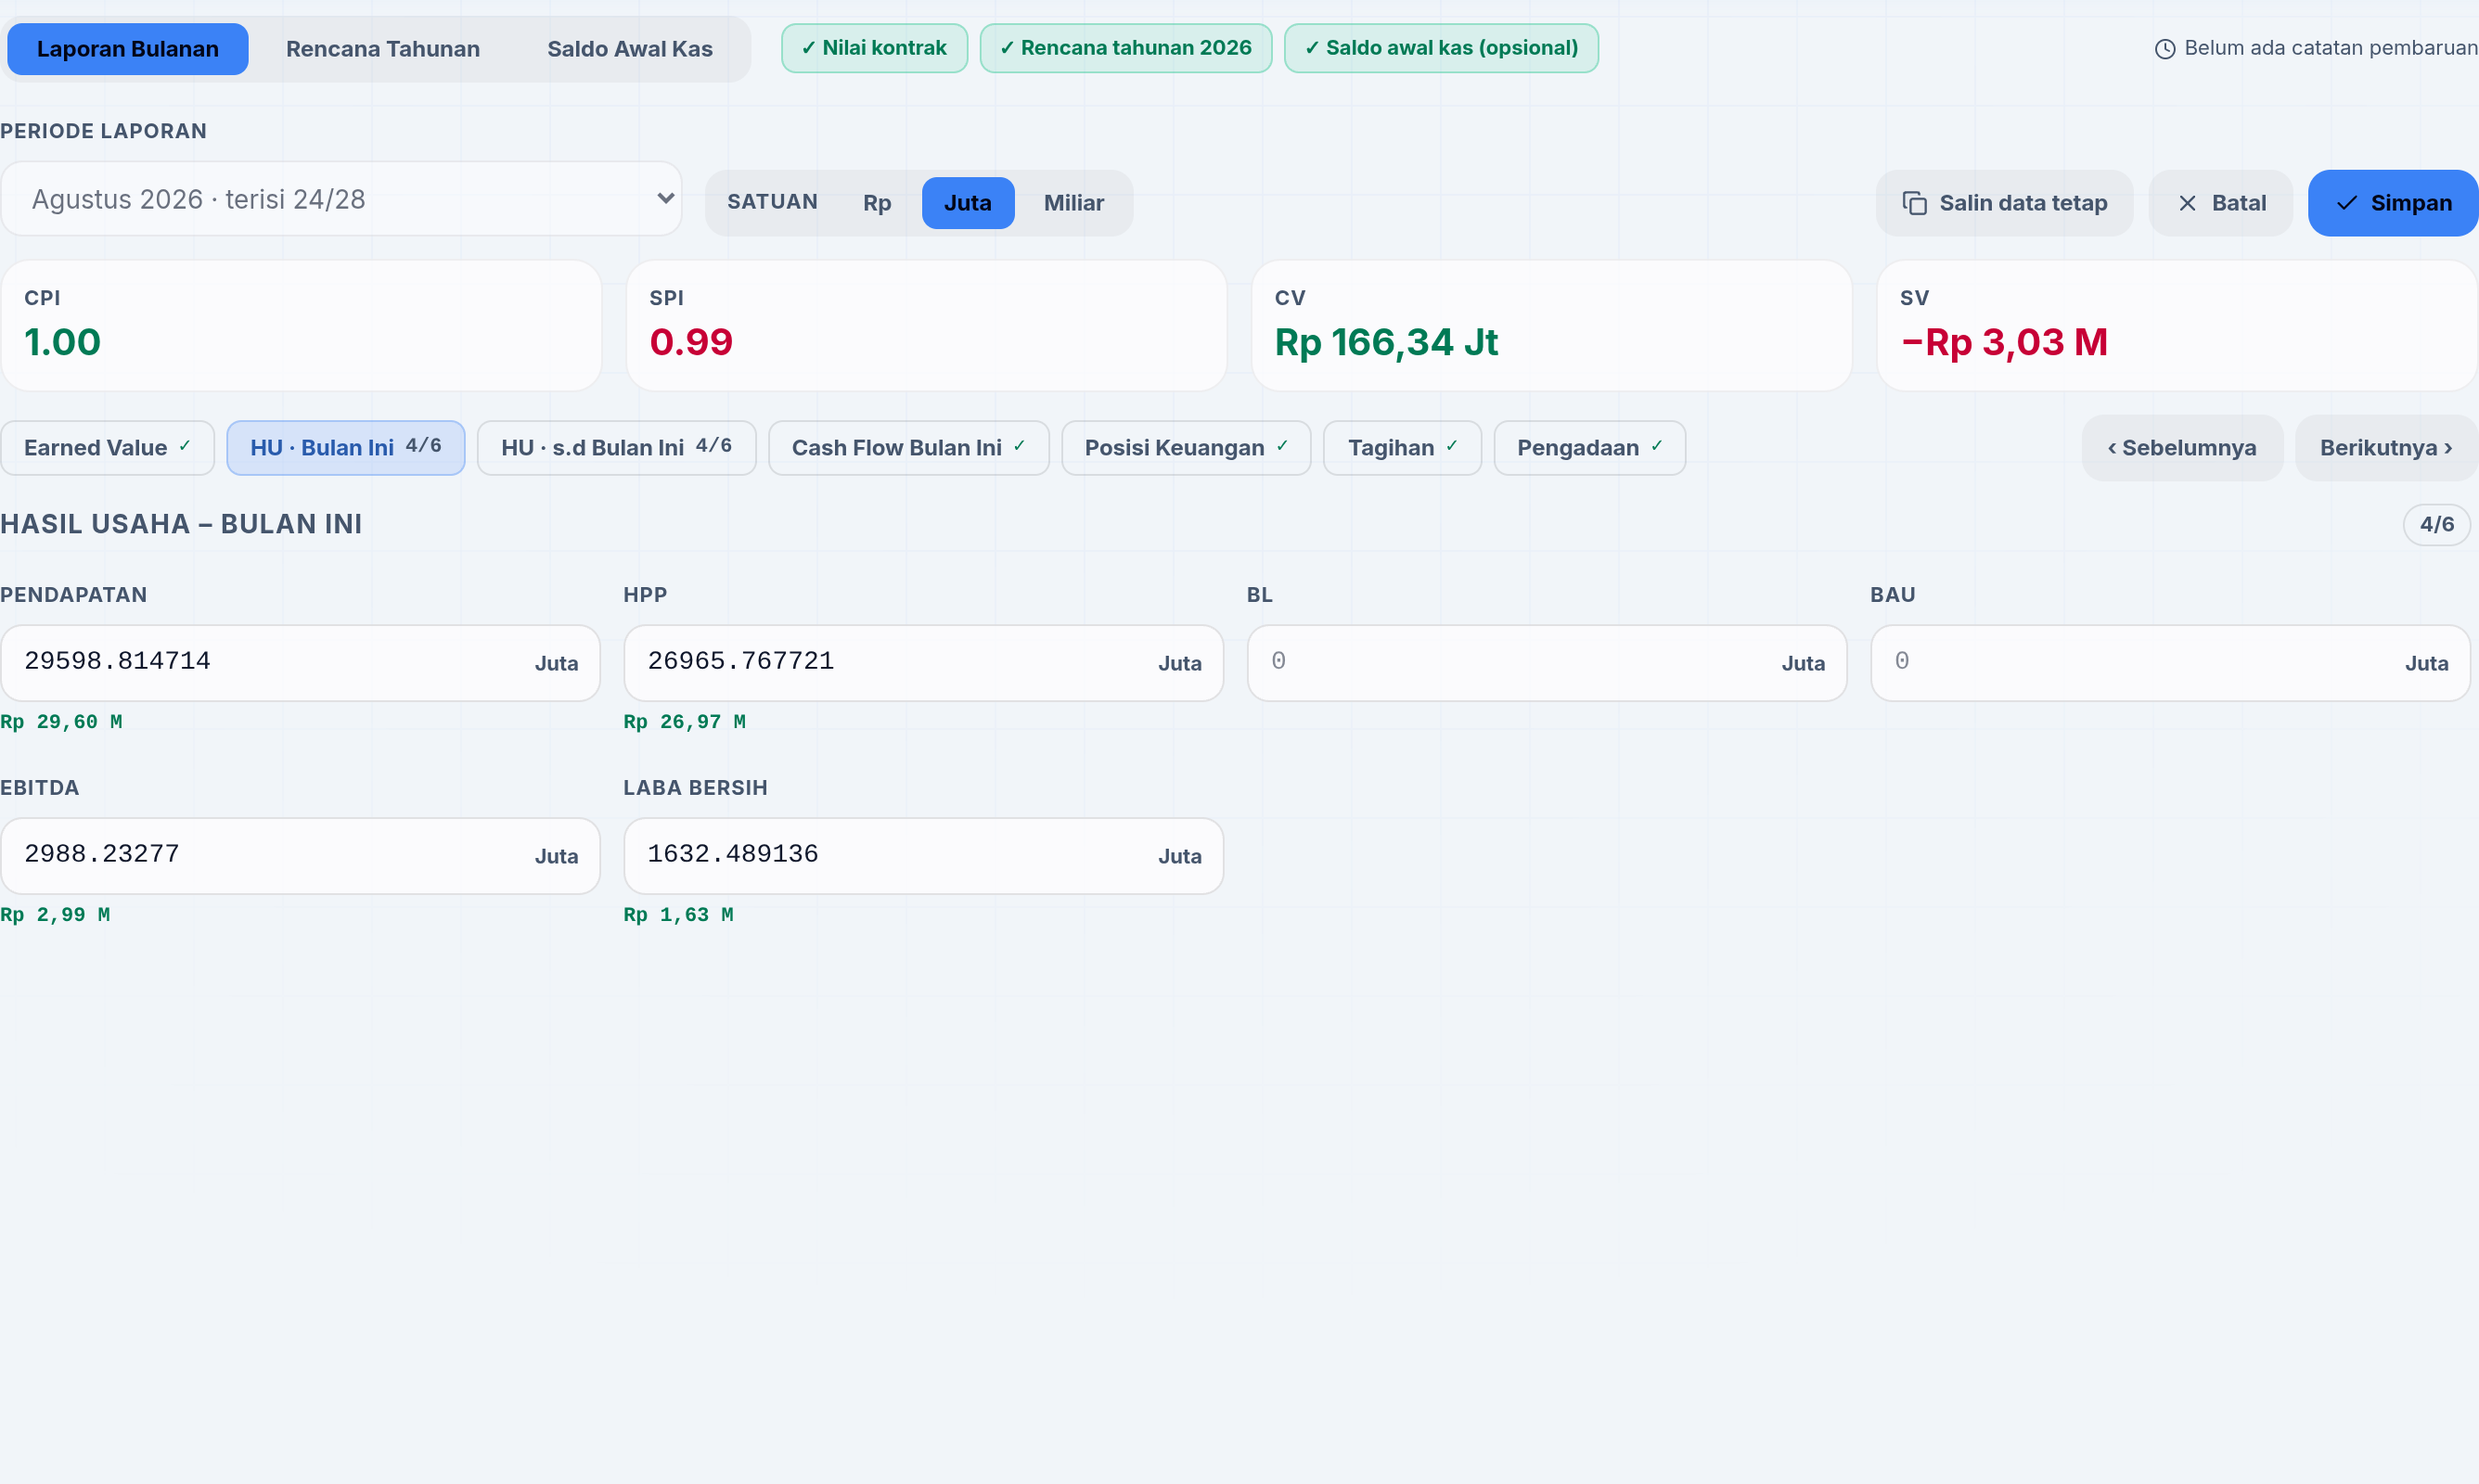 Laporan Bulanan Rencana Tahunan Saldo Awal Kas ✓ Nilai kontrak ✓ Rencana tahunan 2026 ✓ Saldo awal kas (opsional) Belum ada catatan pembaruan
PERIODE LAPORAN
Agustus 2026 · terisi 24/28 SATUAN Rp Juta Miliar Salin data tetap Batal Simpan
CPI SPI CV SV
1.00 0.99 Rp 166,34 Jt −Rp 3,03 M
Earned Value ✓ HU · Bulan Ini 4/6 HU · s.d Bulan Ini 4/6 Cash Flow Bulan Ini ✓ Posisi Keuangan ✓ Tagihan ✓ Pengadaan ✓ ‹ Sebelumnya Berikutnya ›
HASIL USAHA – BULAN INI 4/6
PENDAPATAN HPP BL BAU
29598.814714 Juta 26965.767721 Juta 0 Juta 0 Juta
Rp 29,60 M Rp 26,97 M
EBITDA LABA BERSIH
2988.23277 Juta 1632.489136 Juta
Rp 2,99 M Rp 1,63 M